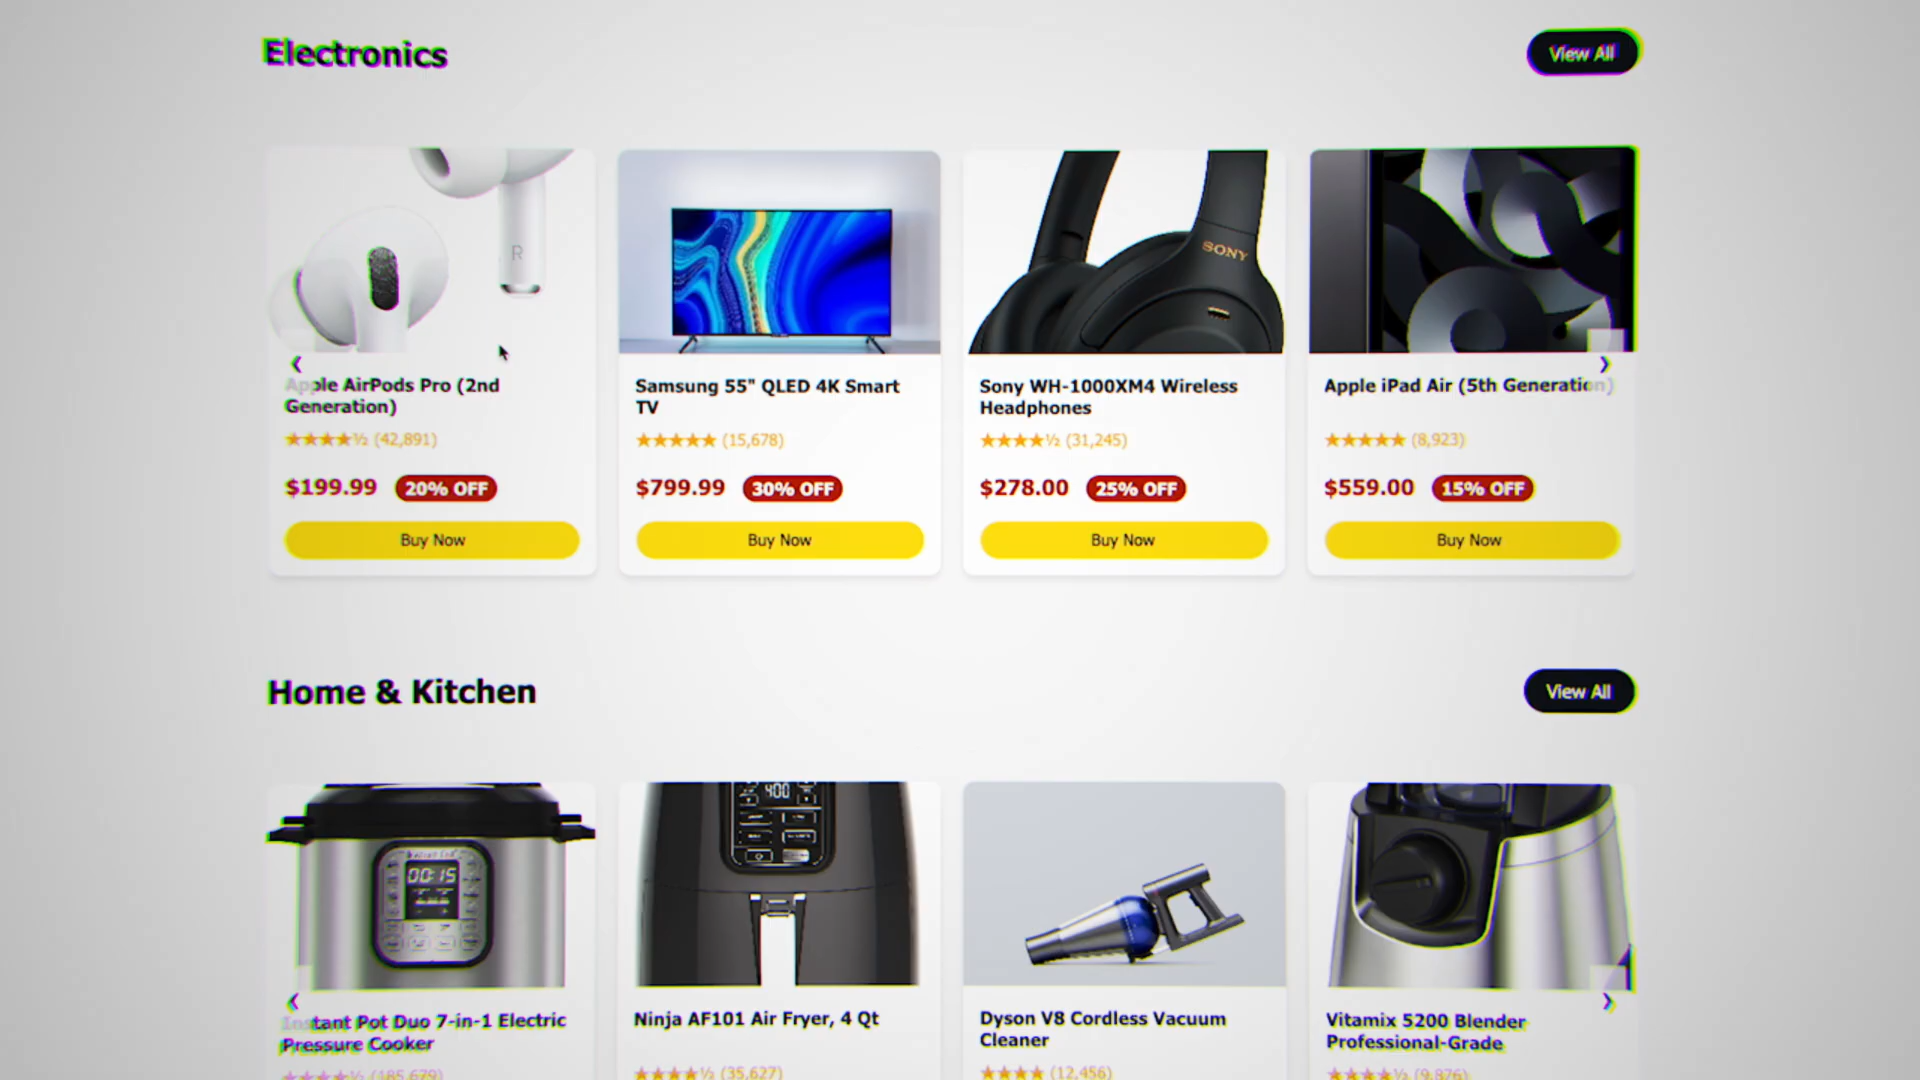 Electronics
View All
R
SONY
Apple AirPods Pro (2nd
Generation)
★★★★½ (42,891)
$199.99 20% OFF
Buy Now
Samsung 55" QLED 4K Smart
TV
★★★★★ (15,678)
$799.99 30% OFF
Buy Now
Sony WH-1000XM4 Wireless
Headphones
★★★★½ (31,245)
$278.00 25% OFF
Buy Now
Apple iPad Air (5th Generation)
★★★★★ (8,923)
$559.00 15% OFF
Buy Now
Home & Kitchen
View All
00:15
400
Instant Pot Duo 7-in-1 Electric
Pressure Cooker
★★★★½ (185,679)
Ninja AF101 Air Fryer, 4 Qt
★★★★½ (35,627)
Dyson V8 Cordless Vacuum
Cleaner
★★★★ (12,456)
Vitamix 5200 Blender
Professional-Grade
★★★★½ (9,876)